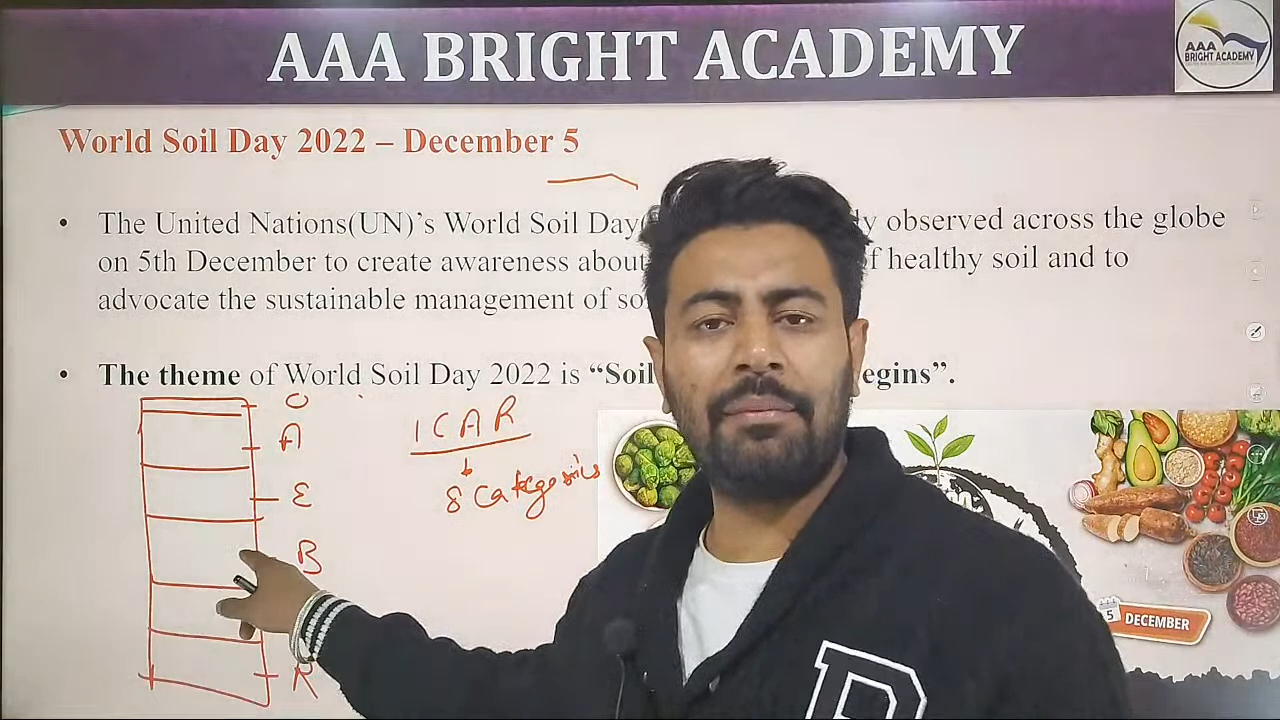 AAA BRIGHT ACADEMY
AAA
BRIGHT ACADEMY
World Soil Day 2022 – December 5
• The United Nations(UN)'s World Soil Day observed across the globe
on 5th December to create awareness about healthy soil and to
advocate the sustainable management of
• The theme of World Soil Day 2022 is “Soil egins”.
O
A
E
B
R
ICAR
8 Categories
5 DECEMBER